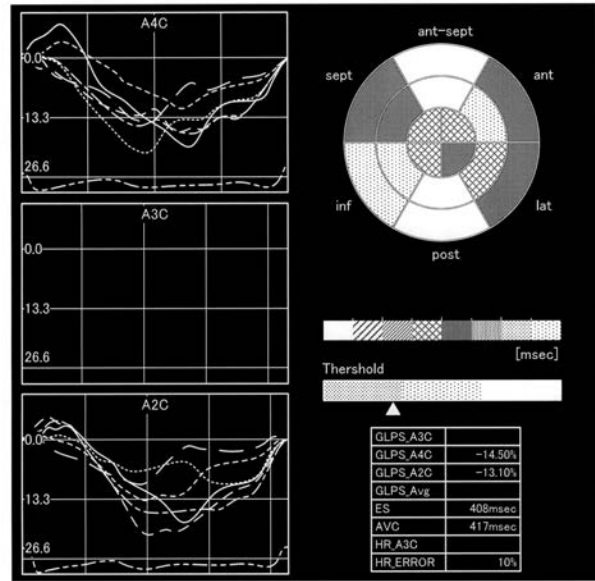 A4C
0.0
-13.3
-26.6
A3C
0.0
-13.3
-26.6
A2C
0.0
-13.3
-26.6
ant-sept
sept
ant
inf
lat
post
[msec]
Thershold
GLPS_A3C
GLPS_A4C -14.50%
GLPS_A2C -13.10%
GLPS_Avg
ES 408msec
AVC 417msec
HR_A3C
HR_ERROR 10%